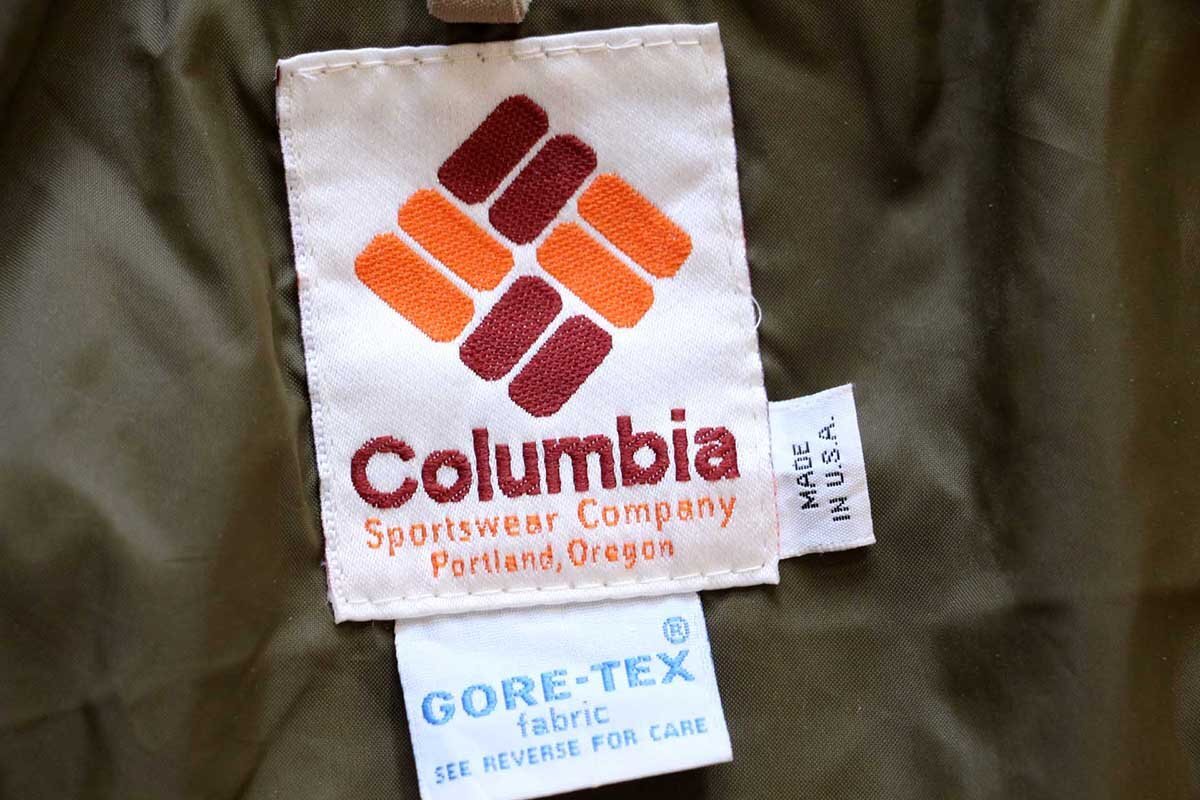 Columbia
Sportswear Company
Portland, Oregon
MADE
IN U.S.A.
GORE-TEX®
fabric
SEE REVERSE FOR CARE